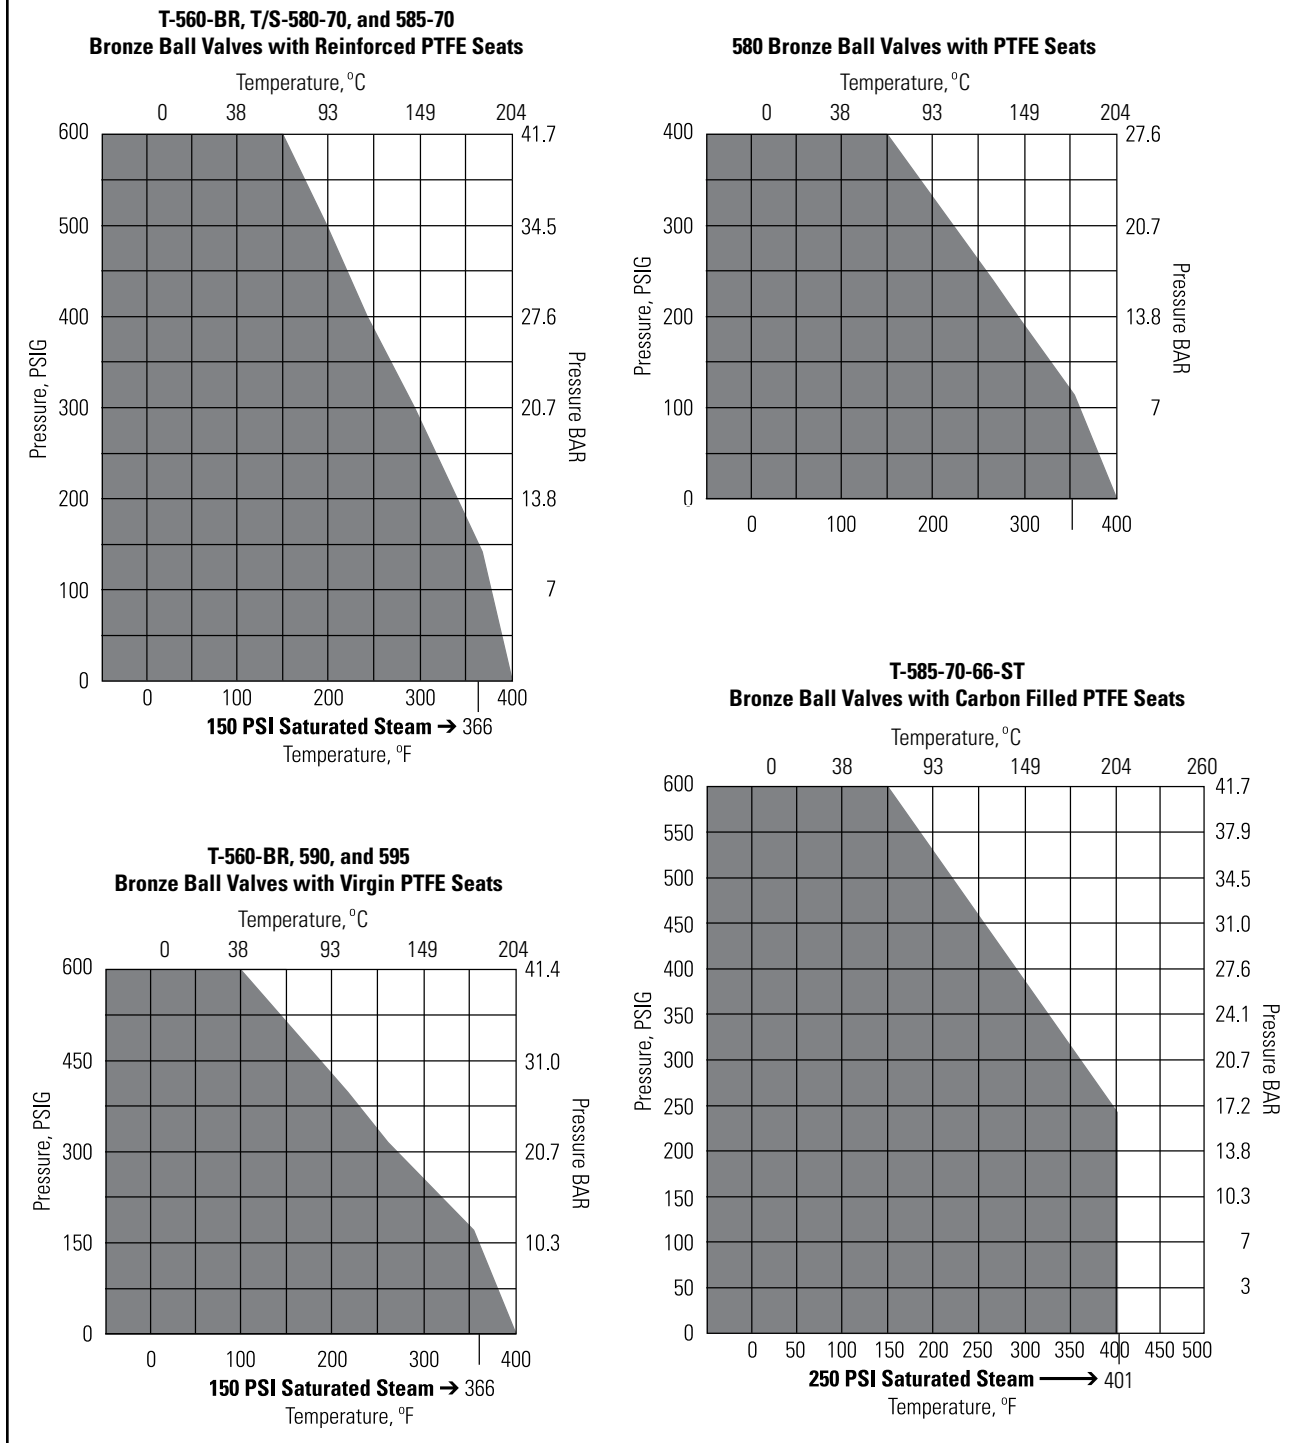 T-560-BR, T/S-580-70, and 585-70
Bronze Ball Valves with Reinforced PTFE Seats
Temperature, °C
0 38 93 149 204
600 41.7
500 34.5
400 27.6
300 20.7
200 13.8
100 7
0
Pressure, PSIG
Pressure BAR
0 100 200 300 400
150 PSI Saturated Steam ➔ 366
Temperature, °F
580 Bronze Ball Valves with PTFE Seats
Temperature, °C
0 38 93 149 204
400 27.6
300 20.7
200 13.8
100 7
0
Pressure, PSIG
Pressure BAR
0 100 200 300 400
T-560-BR, 590, and 595
Bronze Ball Valves with Virgin PTFE Seats
Temperature, °C
0 38 93 149 204
600 41.4
450 31.0
300 20.7
150 10.3
0
Pressure, PSIG
Pressure BAR
0 100 200 300 400
150 PSI Saturated Steam ➔ 366
Temperature, °F
T-585-70-66-ST
Bronze Ball Valves with Carbon Filled PTFE Seats
Temperature, °C
0 38 93 149 204 260
600 41.7
550 37.9
500 34.5
450 31.0
400 27.6
350 24.1
300 20.7
250 17.2
200 13.8
150 10.3
100 7
50 3
0
Pressure, PSIG
Pressure BAR
0 50 100 150 200 250 300 350 400 450 500
250 PSI Saturated Steam ⟶ 401
Temperature, °F